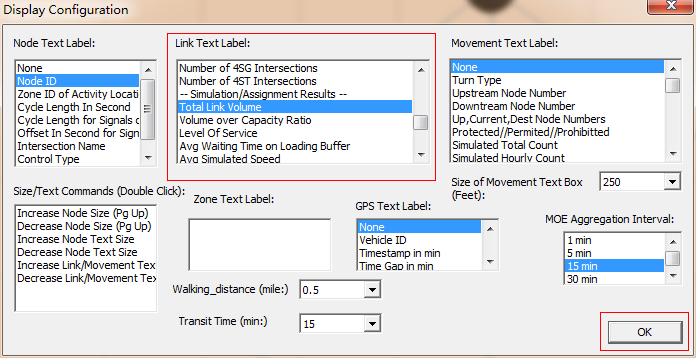 Display Configuration
Node Text Label:
None
Node ID
Zone ID of Activity Locati
Cycle Length In Second
Cycle Length for Signals c
Offset In Second for Sign
Intersection Name
Control Type
Link Text Label:
Number of 4SG Intersections
Number of 4ST Intersections
-- Simulation/Assignment Results --
Total Link Volume
Volume over Capacity Ratio
Level Of Service
Avg Waiting Time on Loading Buffer
Avg Simulated Speed
Movement Text Label:
None
Turn Type
Upstream Node Number
Downtream Node Number
Up,Current,Dest Node Numbers
Protected//Permited//Prohibitted
Simulated Total Count
Simulated Hourly Count
Size of Movement Text Box
(Feet):
250
Size/Text Commands (Double Click):
Increase Node Size (Pg Up)
Decrease Node Size (Pg Up)
Increase Node Text Size
Decrease Node Text Size
Increase Link/Movement Tex
Decrease Link/Movement Tex
Zone Text Label:
GPS Text Label:
None
Vehicle ID
Timestamp in min
Time Gap in min
MOE Aggregation Interval:
1 min
5 min
15 min
30 min
Walking_distance (mile:)
0.5
Transit Time (min:)
15
OK